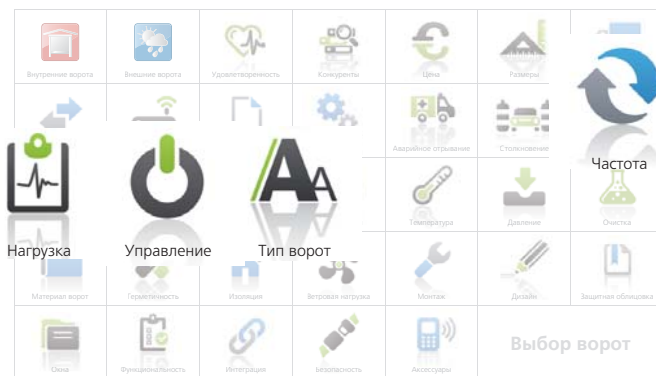 Внутренние ворота
Внешние ворота
Удовлетворенность
Конкуренты
Цена
Размеры
Аварийное отрывание
Столкновение
Частота
Температура
Давление
Очистка
Нагрузка
Управление
Тип ворот
Материал ворот
Герметичность
Изоляция
Ветровая нагрузка
Монтаж
Дизайн
Защитная облицовка
Окна
Функциональность
Интеграция
Безопасность
Аксессуары
Выбор ворот